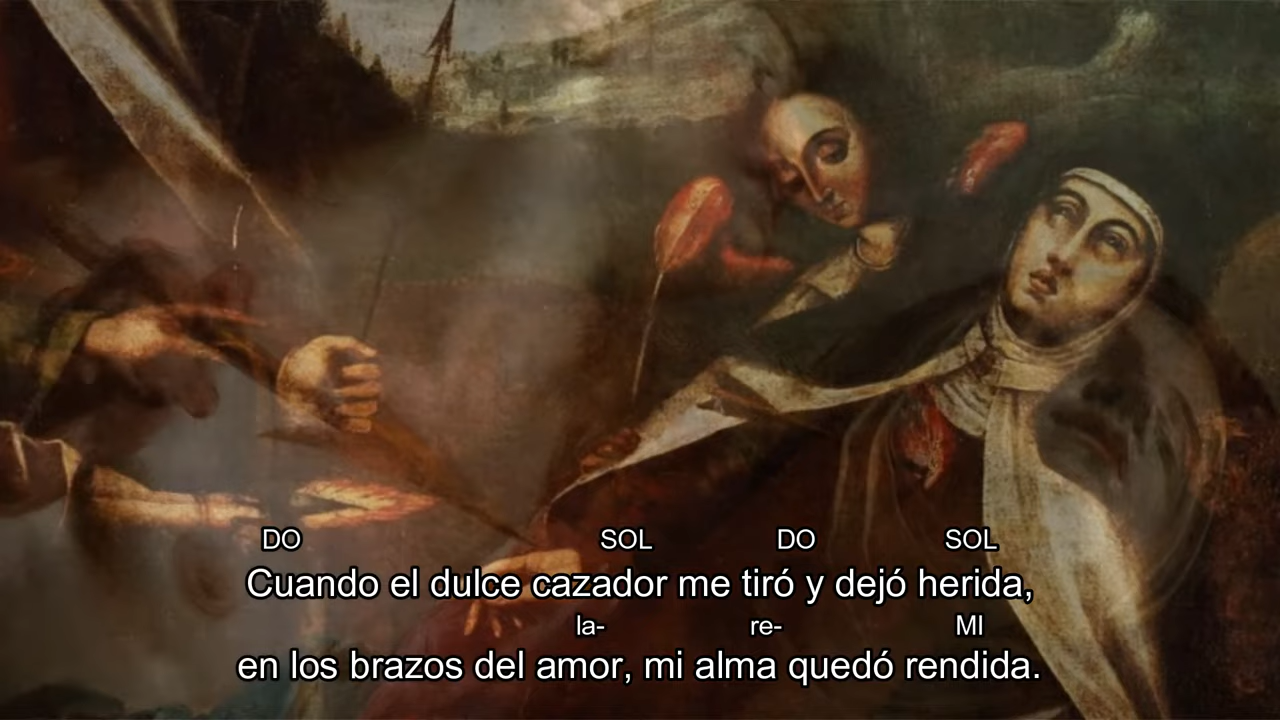 DO SOL DO SOL
Cuando el dulce cazador me tiró y dejó herida,
la- re- MI
en los brazos del amor, mi alma quedó rendida.